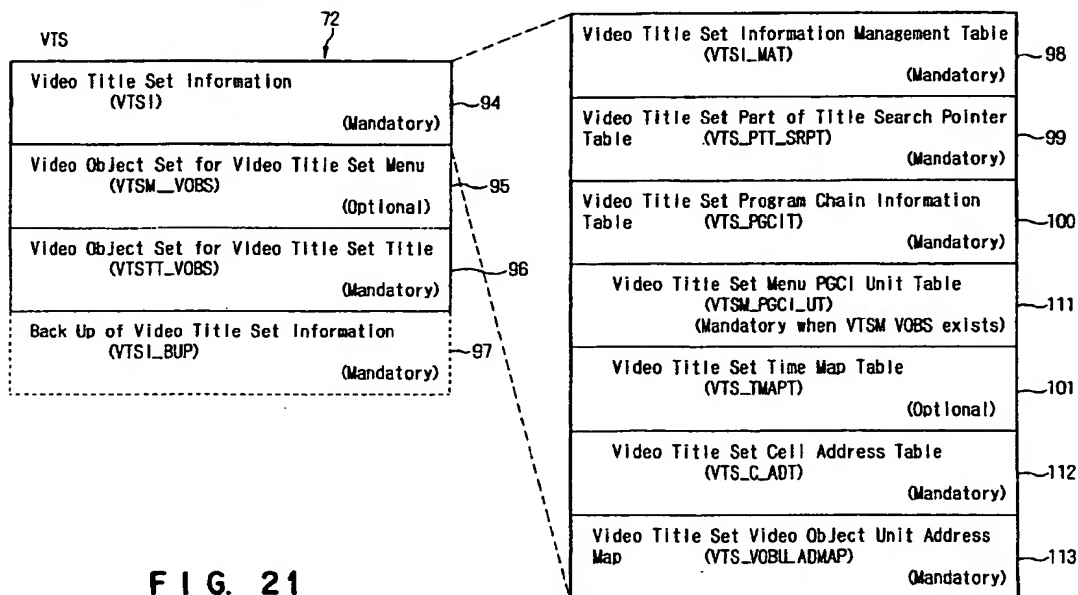 72
VTS
Video Title Set Information
(VTSI)
(Mandatory)
94
Video Object Set for Video Title Set Menu
(VTSM__VOBS)
(Optional)
95
Video Object Set for Video Title Set Title
(VTSTT_VOBS)
(Mandatory)
96
Back Up of Video Title Set Information
(VTSI_BUP)
(Mandatory)
97
Video Title Set Information Management Table
(VTSI_MAT)
(Mandatory)
98
Video Title Set Part of Title Search Pointer
Table (VTS_PTT_SRPT)
(Mandatory)
99
Video Title Set Program Chain Information
Table (VTS_PGCIT)
(Mandatory)
100
Video Title Set Menu PGCI Unit Table
(VTSM_PGCI_UT)
(Mandatory when VTSM VOBS exists)
111
Video Title Set Time Map Table
(VTS_TMAPT)
(Optional)
101
Video Title Set Cell Address Table
(VTS_C_ADT)
(Mandatory)
112
Video Title Set Video Object Unit Address
Map (VTS_VOBU_ADMAP)
(Mandatory)
113
FIG. 21